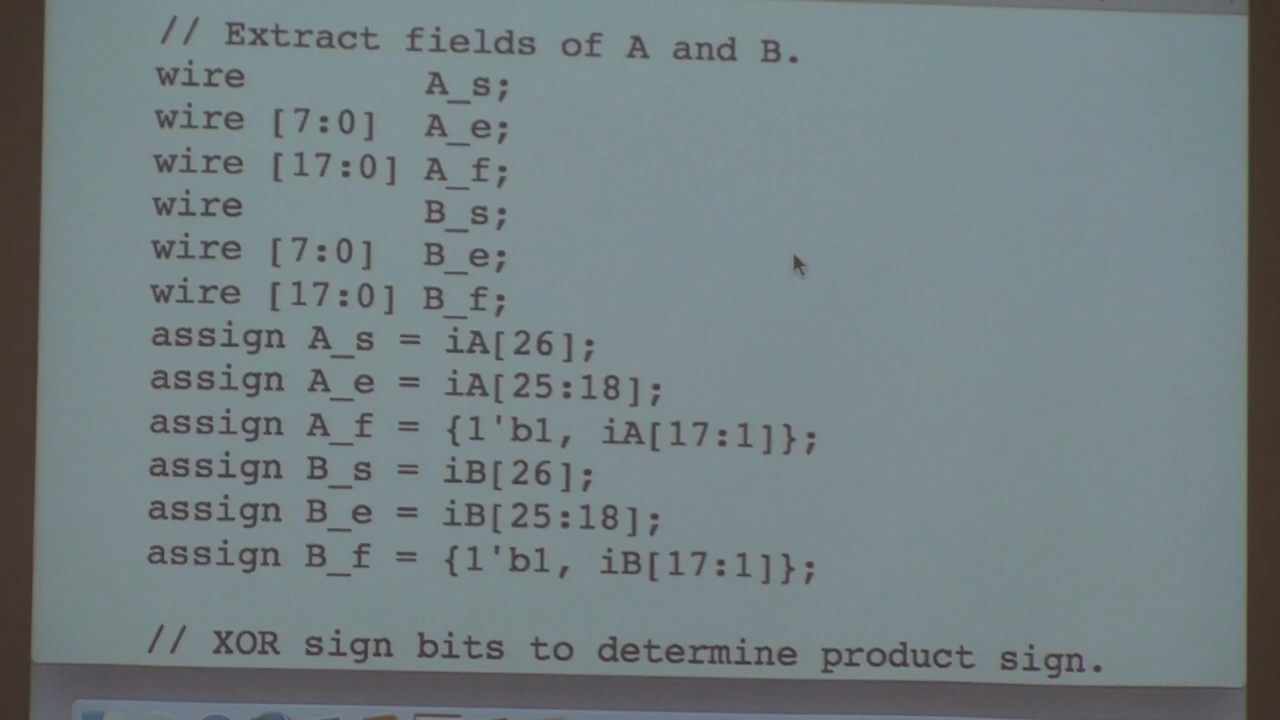 // Extract fields of A and B.
wire           A_s;
wire [7:0]  A_e;
wire [17:0] A_f;
wire           B_s;
wire [7:0]  B_e;
wire [17:0] B_f;
assign A_s = iA[26];
assign A_e = iA[25:18];
assign A_f = {1'b1, iA[17:1]};
assign B_s = iB[26];
assign B_e = iB[25:18];
assign B_f = {1'b1, iB[17:1]};
// XOR sign bits to determine product sign.